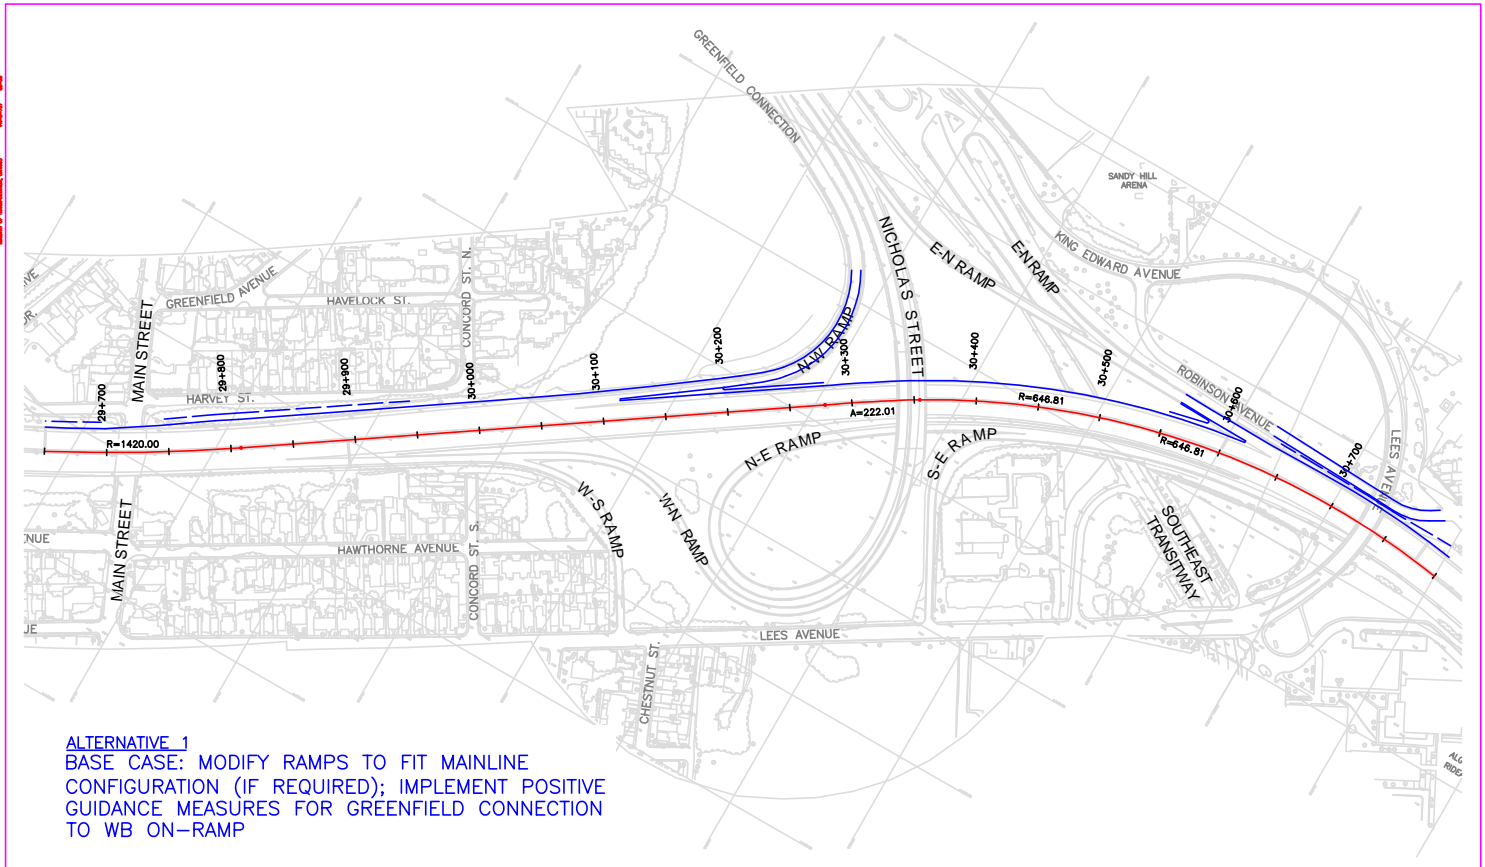 GREENFIELD CONNECTION
SANDY HILL
ARENA
KING EDWARD AVENUE
NICHOLAS STREET
E-N RAMP
E-N RAMP
GREENFIELD AVENUE
HAVELOCK ST.
CONCORD ST. N.
MAIN STREET
HARVEY ST.
N-W RAMP
ROBINSON AVENUE
LEES AVENUE
29+700
29+800
29+900
30+000
30+100
30+200
30+300
30+400
30+500
30+600
30+700
R=1420.00
A=222.01
R=646.81
R=646.81
N-E RAMP
S-E RAMP
W-S RAMP
W-N RAMP
SOUTHEAST
TRANSITWAY
MAIN STREET
HAWTHORNE AVENUE
CONCORD ST. S.
LEES AVENUE
CHESTNUT ST.
ALTERNATIVE 1
BASE CASE: MODIFY RAMPS TO FIT MAINLINE
CONFIGURATION (IF REQUIRED); IMPLEMENT POSITIVE
GUIDANCE MEASURES FOR GREENFIELD CONNECTION
TO WB ON-RAMP